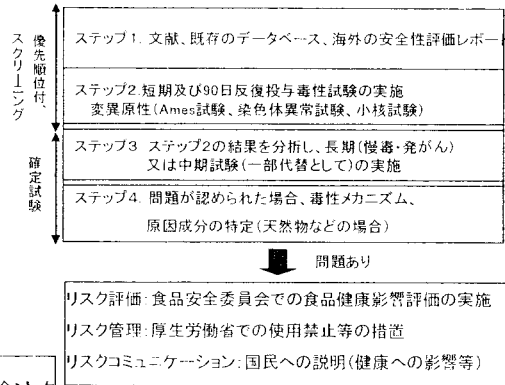 優先順位付、
スクリーニング
ステップ1. 文献、既存のデータベース、海外の安全性評価レポー
ステップ2.短期及び90日反復投与毒性試験の実施
変異原性(Ames試験、染色体異常試験、小核試験)
確定試験
ステップ3 ステップ2の結果を分析し、長期(慢毒・発がん)
又は中期試験(一部代替として)の実施
ステップ4. 問題が認められた場合、毒性メカニズム、
原因成分の特定(天然物などの場合)
問題あり
リスク評価:食品安全委員会での食品健康影響評価の実施
リスク管理:厚生労働省での使用禁止等の措置
リスクコミュニケーション:国民への説明(健康への影響等)